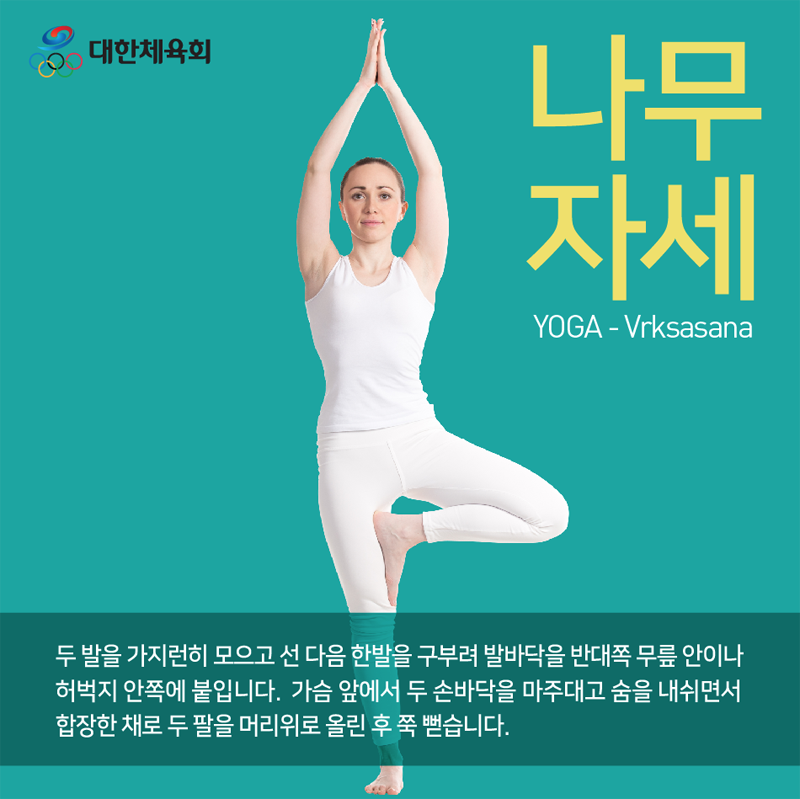 대한체육회
나무
자세
YOGA - Vrksasana
두 발을 가지런히 모으고 선 다음 한발을 구부려 발바닥을 반대쪽 무릎 안이나
허벅지 안쪽에 붙입니다. 가슴 앞에서 두 손바닥을 마주대고 숨을 내쉬면서
합장한 채로 두 팔을 머리위로 올린 후 쭉 뻗습니다.